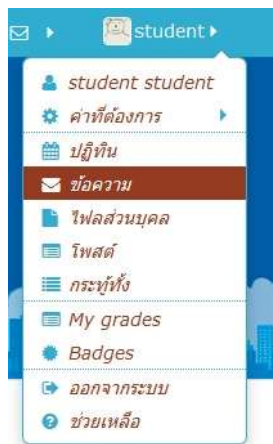 student
student student
ค่าที่ต้องการ
ปฏิทิน
ข้อความ
ไฟลส่วนบุคล
โพสต์
กระทู้ทั้ง
My grades
Badges
ออกจากระบบ
ช่วยเหลือ